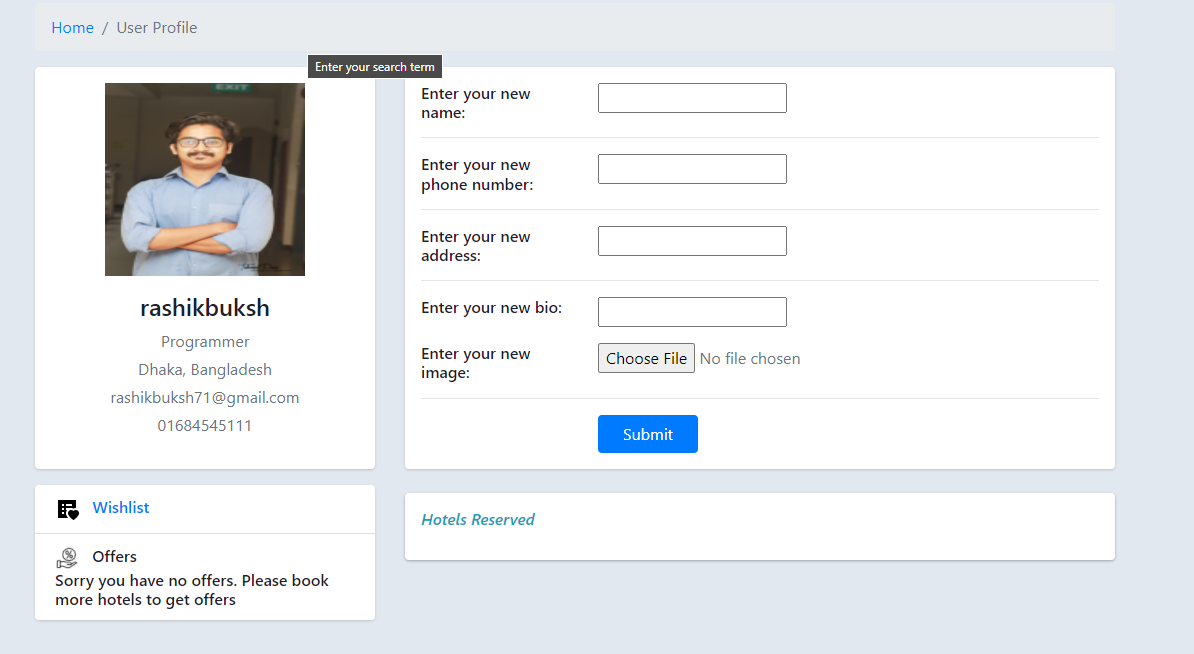 Home / User Profile
Enter your search term
EXIT
rashikbuksh
Programmer
Dhaka, Bangladesh
rashikbuksh71@gmail.com
01684545111
Wishlist
Offers
Sorry you have no offers. Please book
more hotels to get offers
Enter your new
name:
Enter your new
phone number:
Enter your new
address:
Enter your new bio:
Enter your new
image:
Choose File No file chosen
Submit
Hotels Reserved